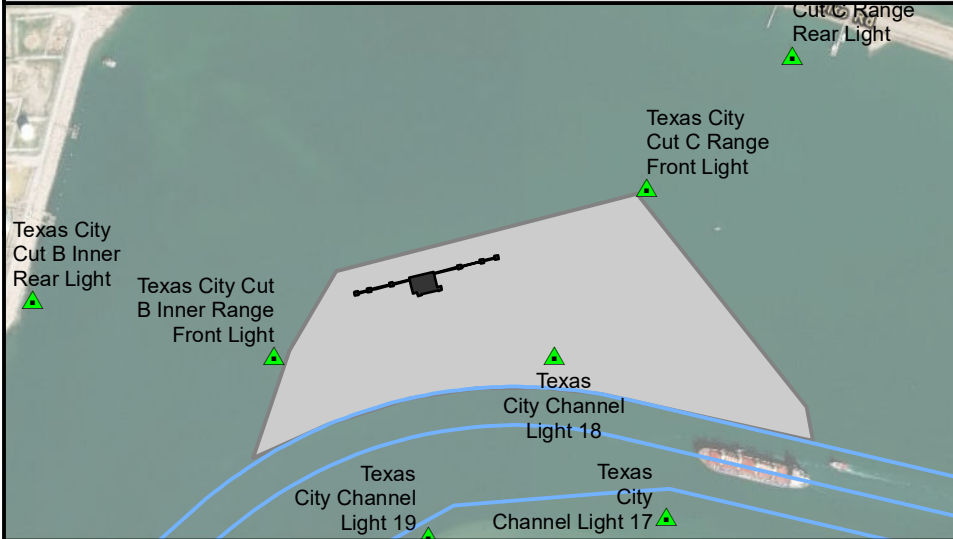 Cut C Range
Rear Light
Texas City
Cut C Range
Front Light
Texas City
Cut B Inner
Rear Light
Texas City Cut
B Inner Range
Front Light
Texas
City Channel
Light 18
Texas
City Channel
Light 19
Texas
City
Channel Light 17